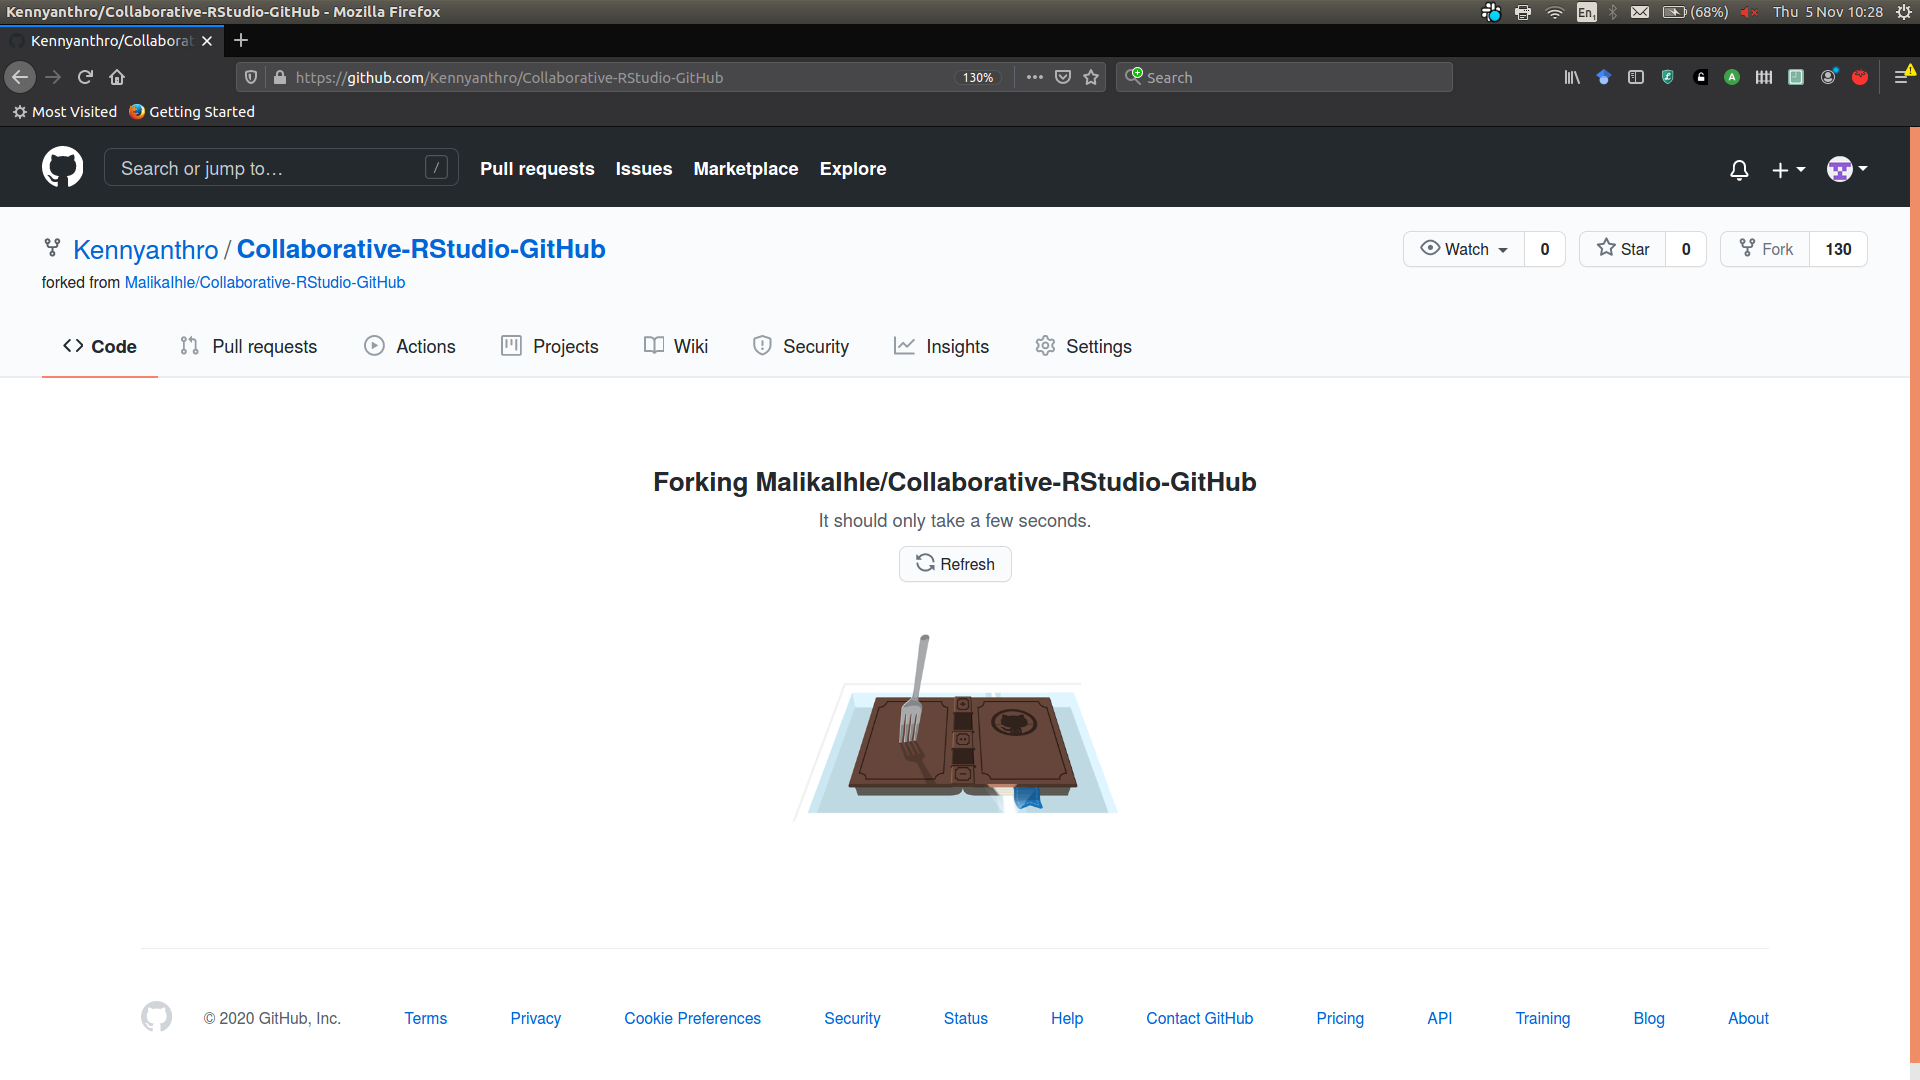 Kennyanthro/Collaborative-RStudio-GitHub - Mozilla Firefox
En1 (68%) Thu 5 Nov 10:28
Kennyanthro/Collaborat
https://github.com/Kennyanthro/Collaborative-RStudio-GitHub 130% Search
Most Visited Getting Started
Search or jump to… / Pull requests Issues Marketplace Explore
Kennyanthro / Collaborative-RStudio-GitHub
Watch 0 Star 0 Fork 130
forked from MalikaIhle/Collaborative-RStudio-GitHub
Code Pull requests Actions Projects Wiki Security Insights Settings
Forking MalikaIhle/Collaborative-RStudio-GitHub
It should only take a few seconds.
Refresh
© 2020 GitHub, Inc. Terms Privacy Cookie Preferences Security Status Help Contact GitHub Pricing API Training Blog About